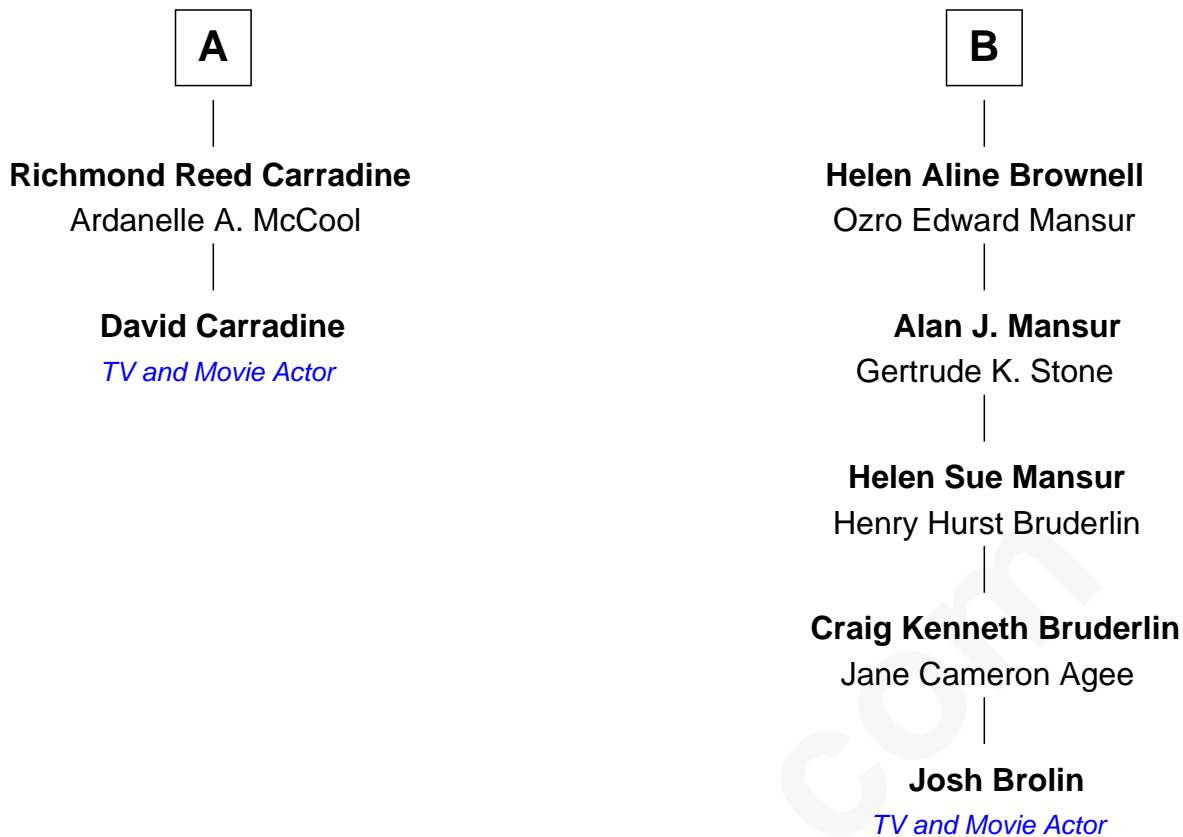 A
Richmond Reed Carradine
Ardanelle A. McCool
David Carradine
TV and Movie Actor
B
Helen Aline Brownell
Ozro Edward Mansur
Alan J. Mansur
Gertrude K. Stone
Helen Sue Mansur
Henry Hurst Bruderlin
Craig Kenneth Bruderlin
Jane Cameron Agee
Josh Brolin
TV and Movie Actor
com